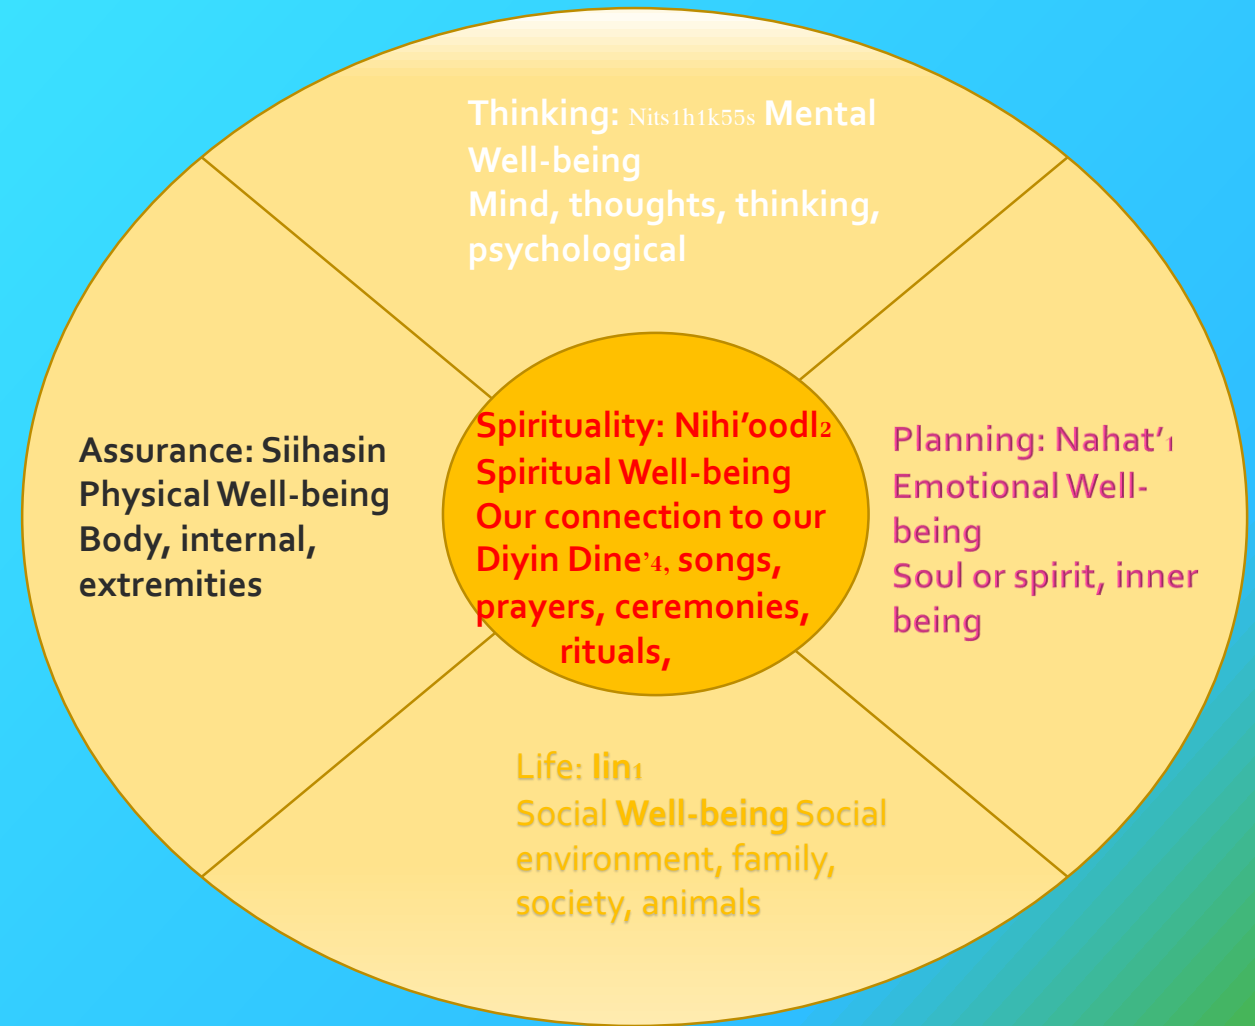 Thinking: Nits1h1k55s Mental
Well-being
Mind, thoughts, thinking,
psychological
Assurance: Siihasin
Physical Well-being
Body, internal,
extremities
Spirituality: Nihi’oodl2
Spiritual Well-being
Our connection to our
Diyin Dine’4, songs,
prayers, ceremonies,
rituals,
Planning: Nahat’1
Emotional Well-
being
Soul or spirit, inner
being
Life: Iin1
Social Well-being Social
environment, family,
society, animals